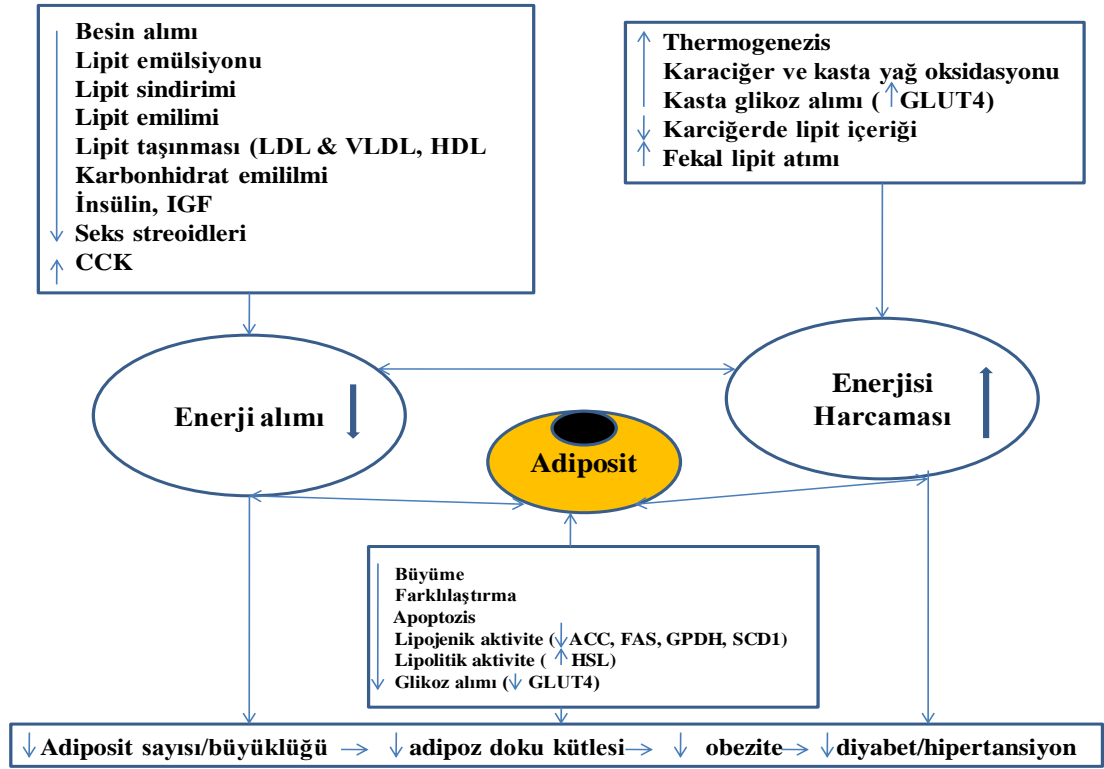 ↓ Besin alımı
Lipit emülsiyonu
Lipit sindirimi
Lipit emilimi
Lipit taşınması (LDL & VLDL, HDL
Karbonhidrat emililmi
İnsülin, IGF
Seks streoidleri
↑ CCK
↑ Thermogenezis
Karaciğer ve kasta yağ oksidasyonu
Kasta glikoz alımı ( ↑GLUT4)
↓ Karciğerde lipit içeriği
↑ Fekal lipit atımı
Enerji alımı ↓
Enerjisi
Harcaması ↑
Adiposit
↓ Büyüme
Farklılaştırma
Apoptozis
Lipojenik aktivite (↓ACC, FAS, GPDH, SCD1)
Lipolitik aktivite ( ↑ HSL)
Glikoz alımı (↓ GLUT4)
↓ Adiposit sayısı/büyüklüğü → ↓ adipoz doku kütlesi→ ↓ obezite→ ↓diyabet/hipertansiyon